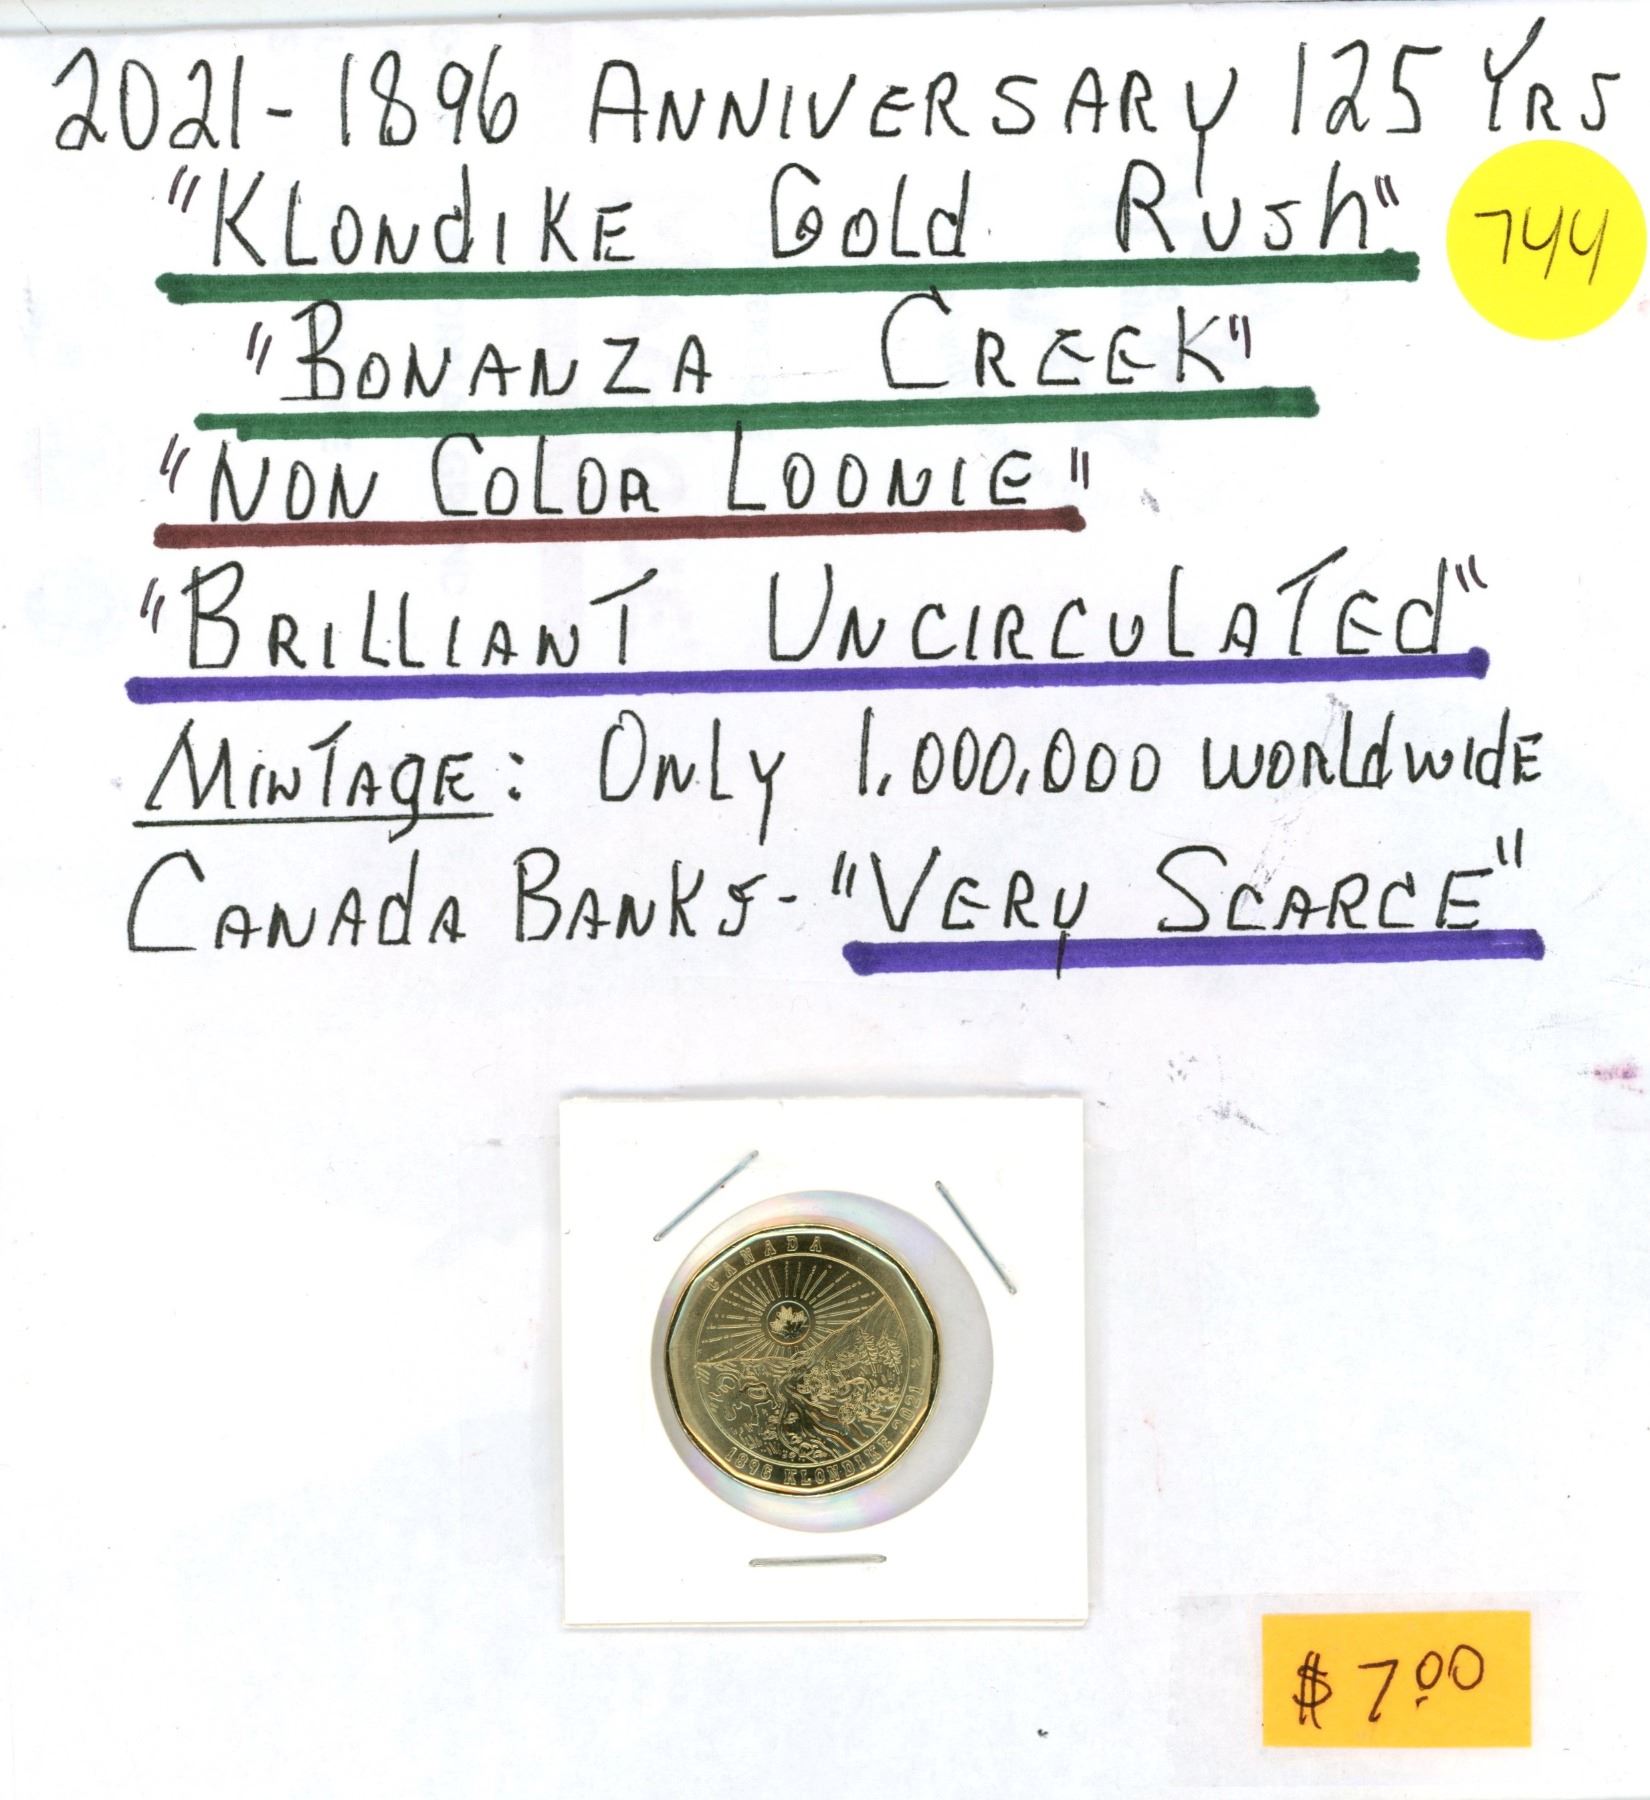 2021-1896 ANNIVERSARY 125 YRS
"KLONDIKE GOLD RUSH"
744
"BONANZA CREEK"
"NON COLOR LOONIE"
"BRILLIANT UNCIRCULATED"
MINTAGE: ONLY 1,000,000 WORLDWIDE
CANADA BANKS - "VERY SCARCE"
CANADA
1896 KLONDIKE 2021
$7.00